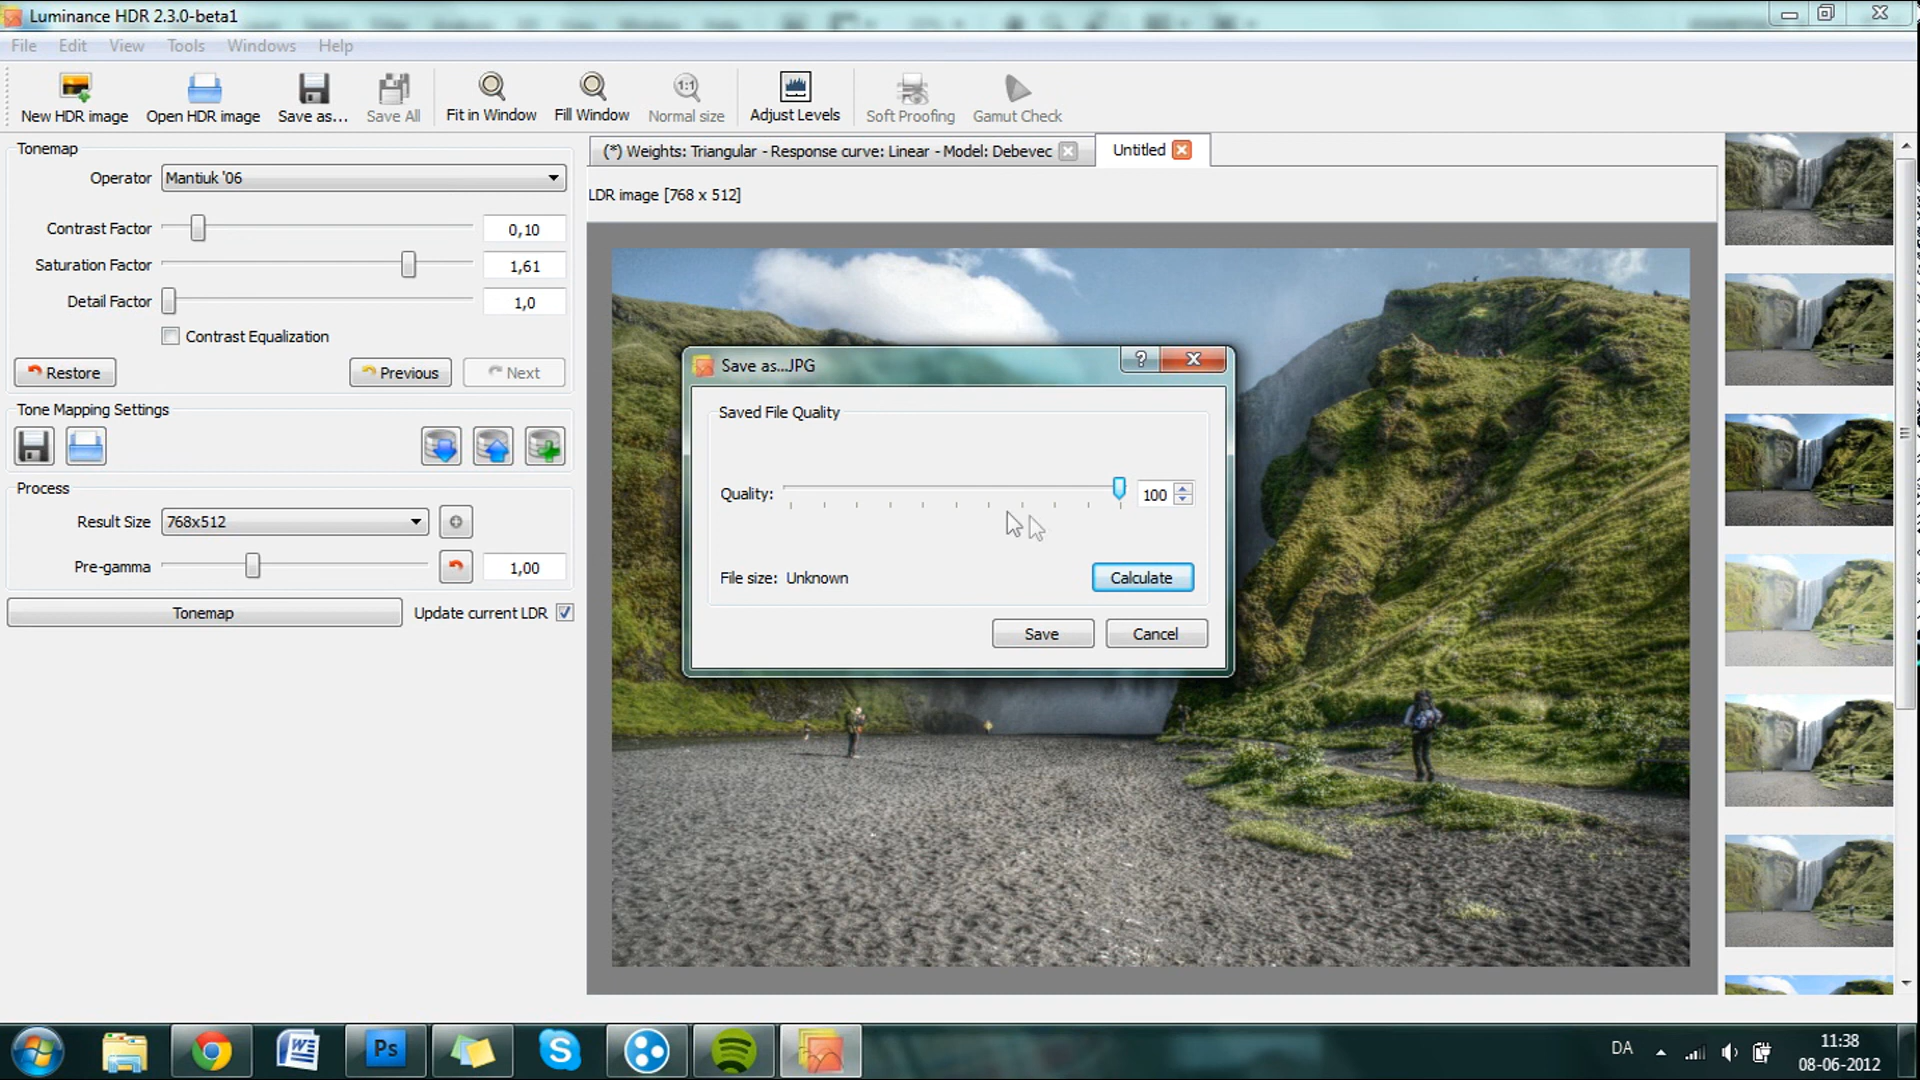 Luminance HDR 2.3.0-beta1
File Edit View Tools Windows Help
New HDR image Open HDR image Save as... Save All Fit in Window Fill Window 1:1 Normal size Adjust Levels Soft Proofing Gamut Check
Tonemap
Operator Mantiuk '06
Contrast Factor 0,10
Saturation Factor 1,61
Detail Factor 1,0
Contrast Equalization
Restore Previous Next
Tone Mapping Settings
Process
Result Size 768x512
Pre-gamma 1,00
Tonemap Update current LDR
(*) Weights: Triangular - Response curve: Linear - Model: Debevec Untitled
LDR image [768 x 512]
Save as...JPG
Saved File Quality
Quality: 100
File size: Unknown Calculate
Save Cancel
Ps
DA
11:38
08-06-2012